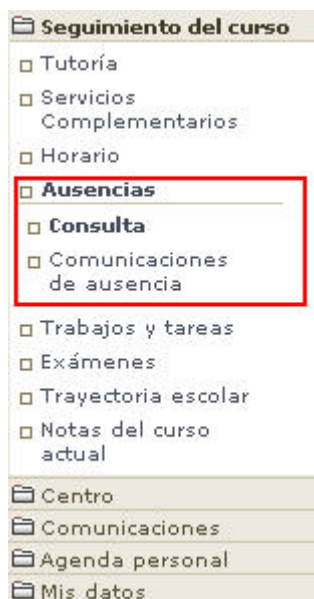 Seguimiento del curso
Tutoría
Servicios
Complementarios
Horario
Ausencias
Consulta
Comunicaciones
de ausencia
Trabajos y tareas
Exámenes
Trayectoria escolar
Notas del curso
actual
Centro
Comunicaciones
Agenda personal
Mis datos